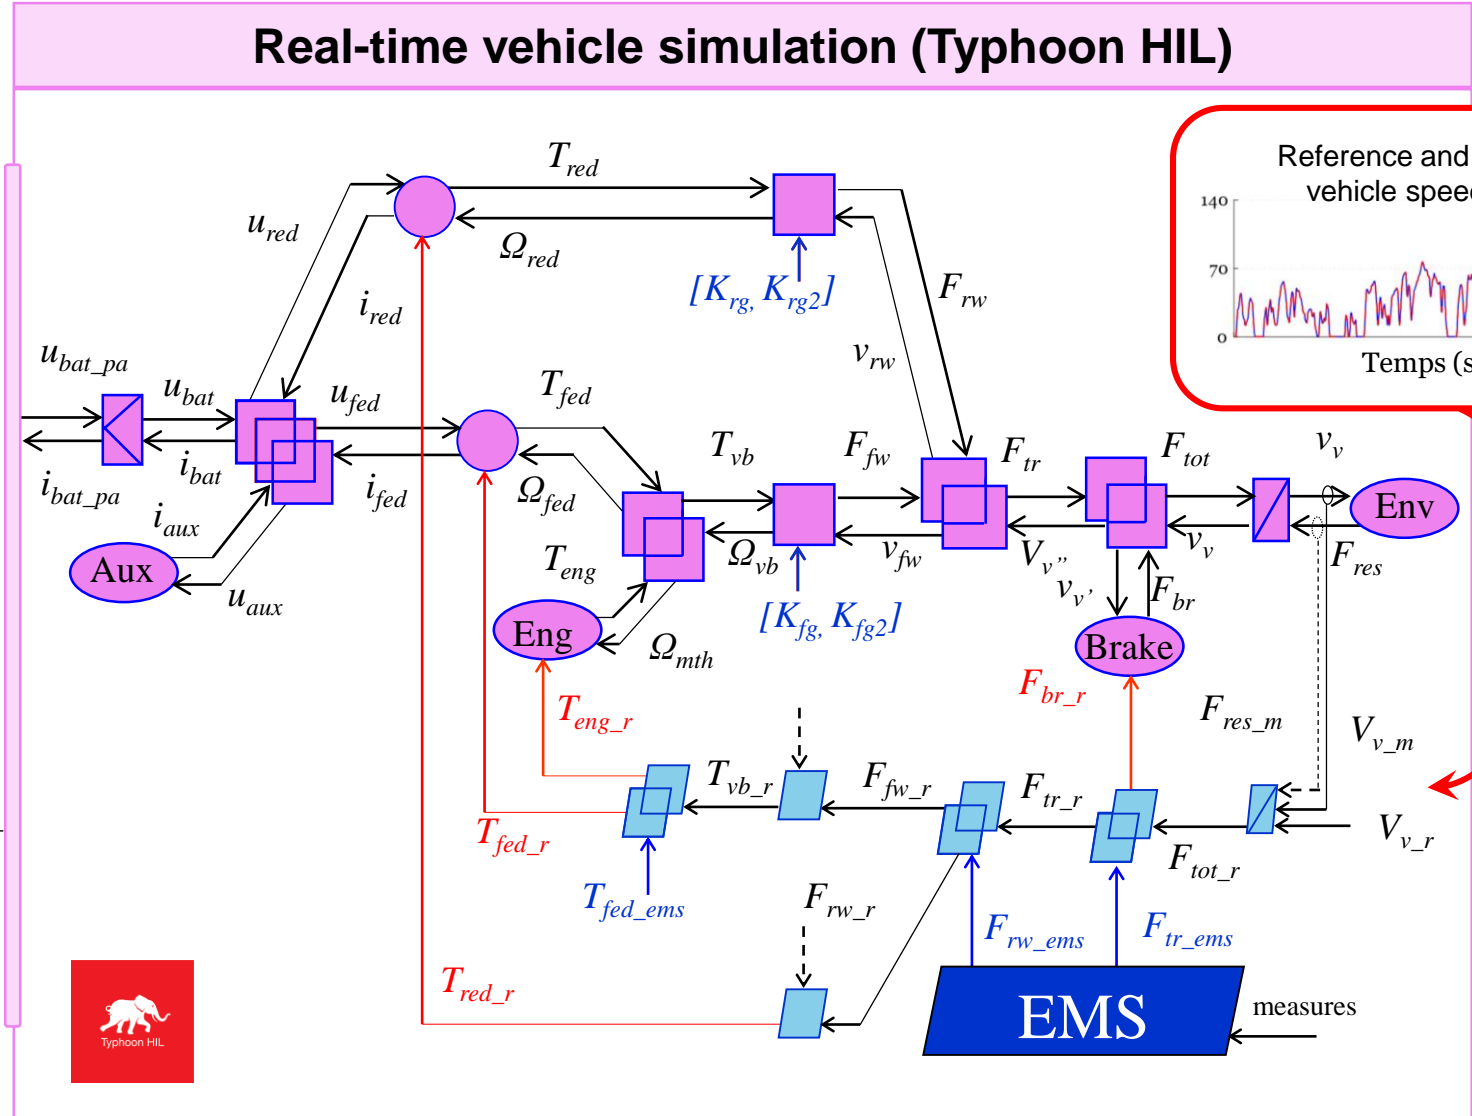 Real-time vehicle simulation (Typhoon HIL)
Reference and
vehicle spee
140
70
0
Temps (s
T_red
u_red
Ω_red
i_red
[K_rg, K_rg2]
F_rw
v_rw
u_bat_pa
u_bat
u_fed
T_fed
i_bat_pa
i_bat
i_fed
Ω_fed
T_vb
F_fw
F_tr
F_tot
v_v
Env
i_aux
Aux
u_aux
T_eng
Ω_vb
v_fw
V_v''
v_v
F_res
v_v'
F_br
[K_fg, K_fg2]
Eng
Ω_mth
Brake
T_eng_r
F_br_r
F_res_m
V_v_m
T_vb_r
F_fw_r
F_tr_r
V_v_r
T_fed_r
F_tot_r
T_fed_ems
F_rw_r
F_rw_ems
F_tr_ems
T_red_r
EMS
measures
Typhoon HIL